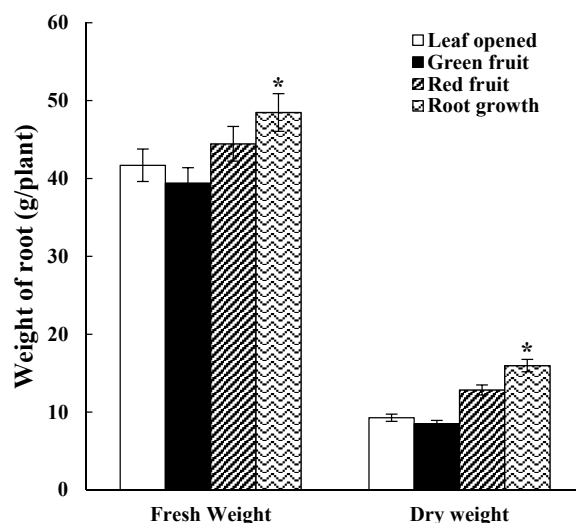 Weight of root (g/plant)
60
50
40
30
20
10
0
Leaf opened
Green fruit
Red fruit
Root growth
*
*
Fresh Weight
Dry weight